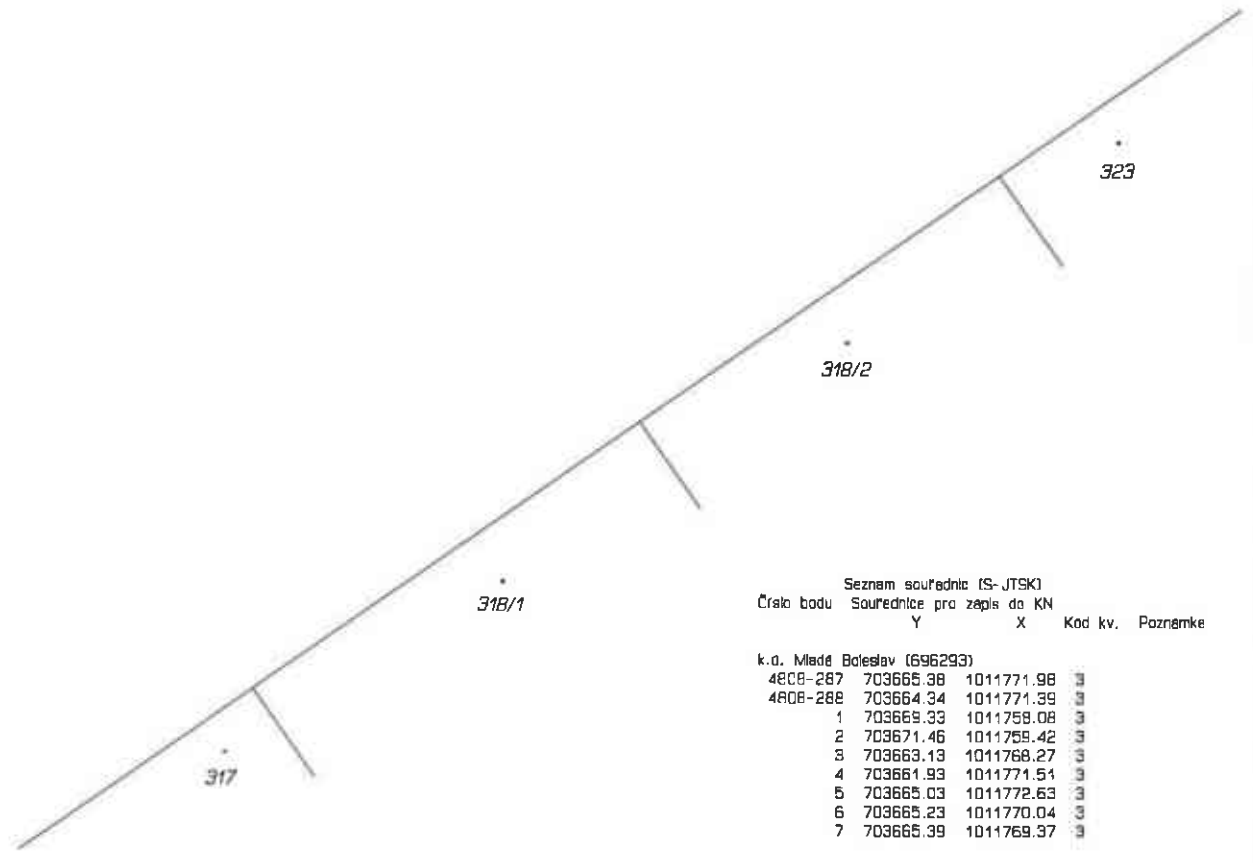 323
318/2
318/1
317
Seznam souřadnic (S-JTSK)
Číslo bodu Souřadnice pro zápis do KN
Y X Kód kv. Poznámka
k.ú. Mladá Boleslav (696293)
4808-287 703665.38 1011771.98 3
4808-288 703664.34 1011771.39 3
1 703669.33 1011758.08 3
2 703671.46 1011759.42 3
3 703663.13 1011768.27 3
4 703661.93 1011771.51 3
5 703665.03 1011772.63 3
6 703665.23 1011770.04 3
7 703665.39 1011769.37 3